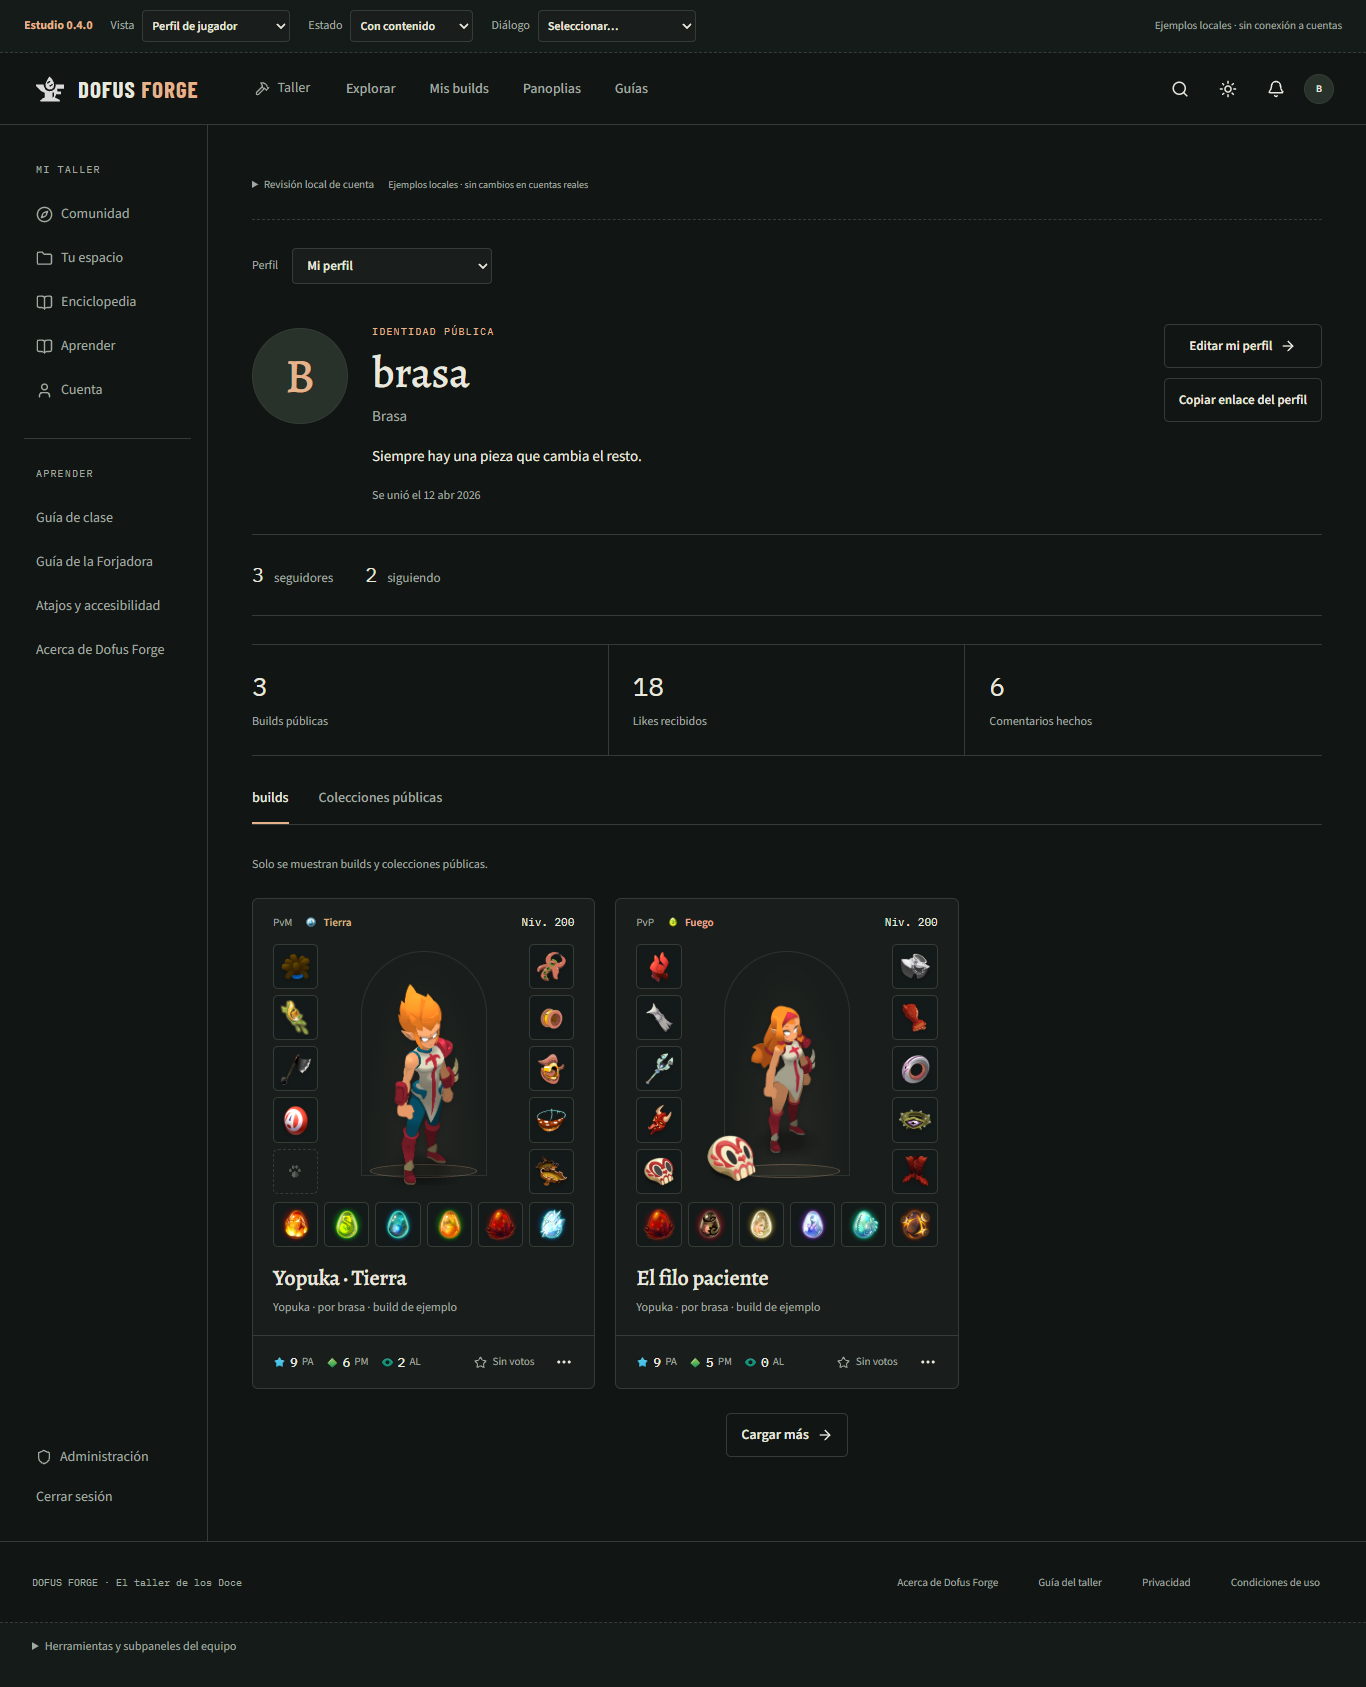 Estudio 0.4.0 Vista Perfil de jugador Estado Con contenido Diálogo Seleccionar... Ejemplos locales · sin conexión a cuentas
DOFUS FORGE Taller Explorar Mis builds Panoplias Guías B
MI TALLER
Comunidad
Tu espacio
Enciclopedia
Aprender
Cuenta
APRENDER
Guía de clase
Guía de la Forjadora
Atajos y accesibilidad
Acerca de Dofus Forge
Administración
Cerrar sesión
Revisión local de cuenta Ejemplos locales · sin cambios en cuentas reales
Perfil Mi perfil
B
IDENTIDAD PÚBLICA
brasa
Brasa
Siempre hay una pieza que cambia el resto.
Se unió el 12 abr 2026
Editar mi perfil
Copiar enlace del perfil
3 seguidores 2 siguiendo
3
Builds públicas
18
Likes recibidos
6
Comentarios hechos
builds Colecciones públicas
Solo se muestran builds y colecciones públicas.
PvM Tierra Niv. 200
Yopuka · Tierra
Yopuka · por brasa · build de ejemplo
9 PA 6 PM 2 AL Sin votos
PvP Fuego Niv. 200
El filo paciente
Yopuka · por brasa · build de ejemplo
9 PA 5 PM 0 AL Sin votos
Cargar más
DOFUS FORGE · El taller de los Doce Acerca de Dofus Forge Guía del taller Privacidad Condiciones de uso
Herramientas y subpaneles del equipo